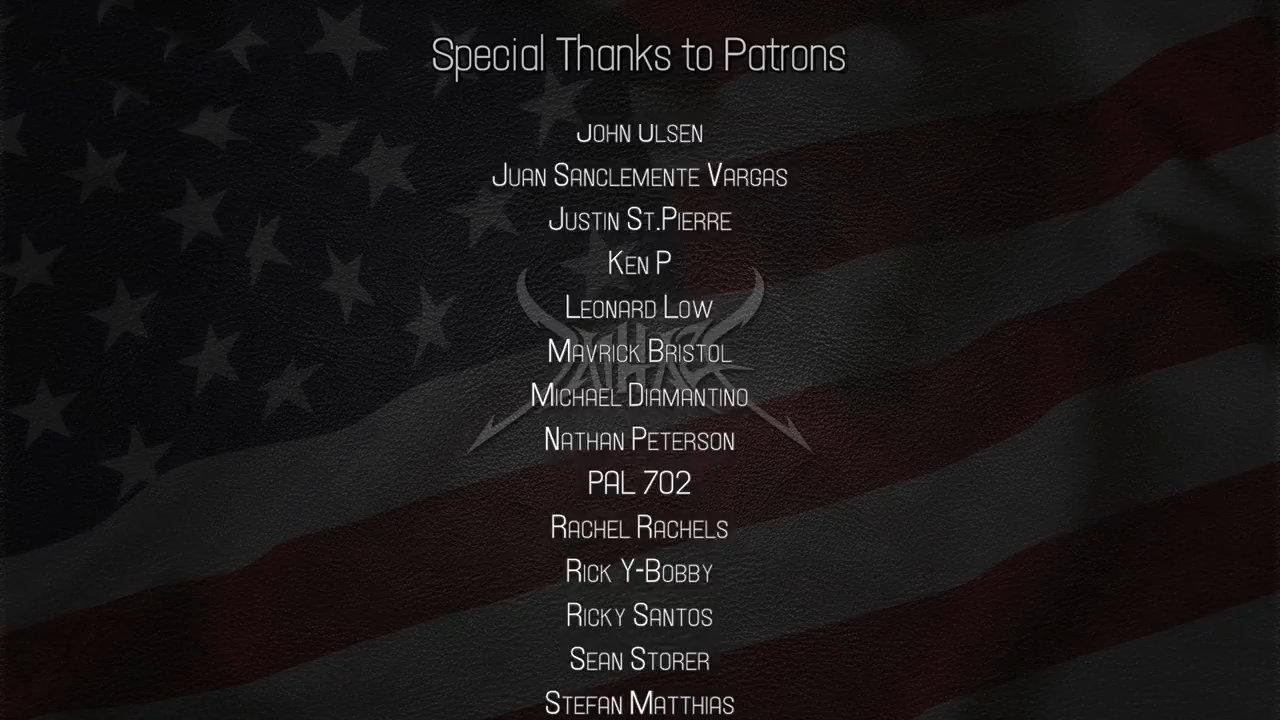 Special Thanks to Patrons
John Ulsen
Juan Sanclemente Vargas
Justin St.Pierre
Ken P
Leonard Low
Mavrick Bristol
Michael Diamantino
Nathan Peterson
PAL 702
Rachel Rachels
Rick Y-Bobby
Ricky Santos
Sean Storer
Stefan Matthias